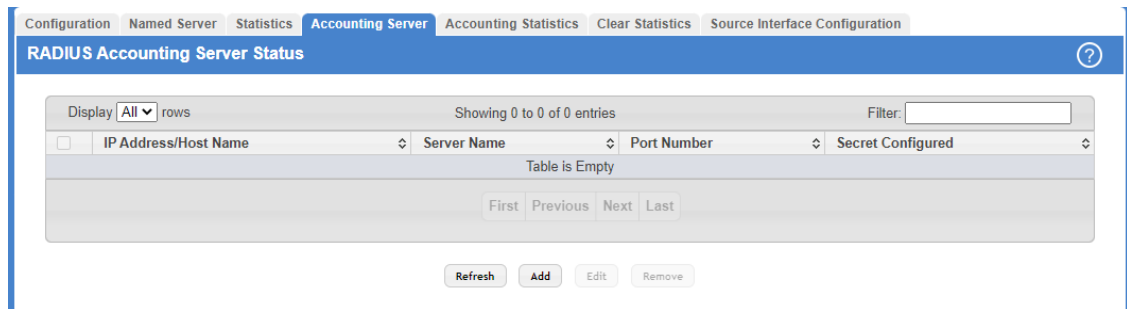 Configuration Named Server Statistics Accounting Server Accounting Statistics Clear Statistics Source Interface Configuration
RADIUS Accounting Server Status ?
Display All rows Showing 0 to 0 of 0 entries Filter:
IP Address/Host Name Server Name Port Number Secret Configured
Table is Empty
First Previous Next Last
Refresh Add Edit Remove